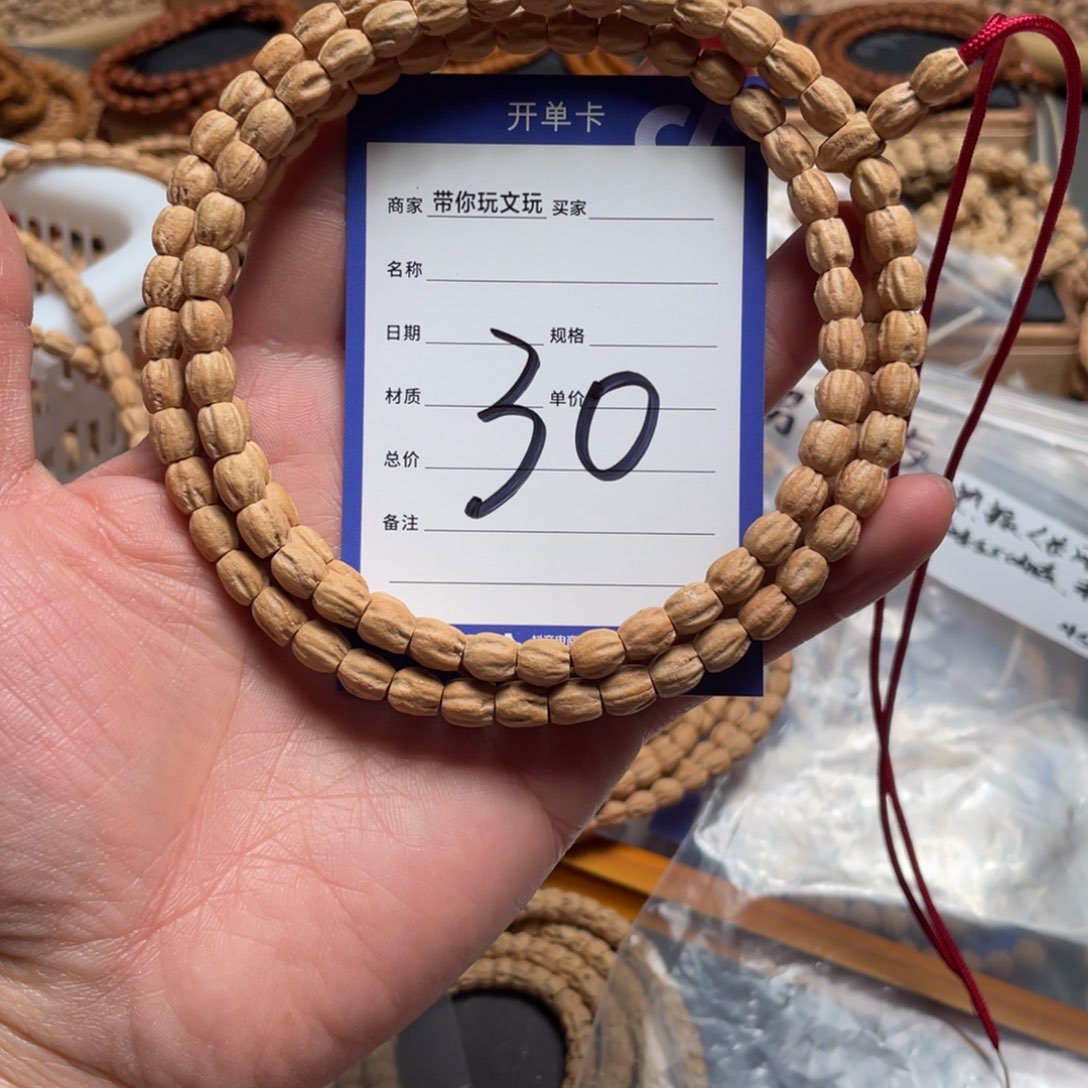 开单卡
商家 带你玩文玩 买家
名称
日期 规格
材质 单价
30
总价
备注